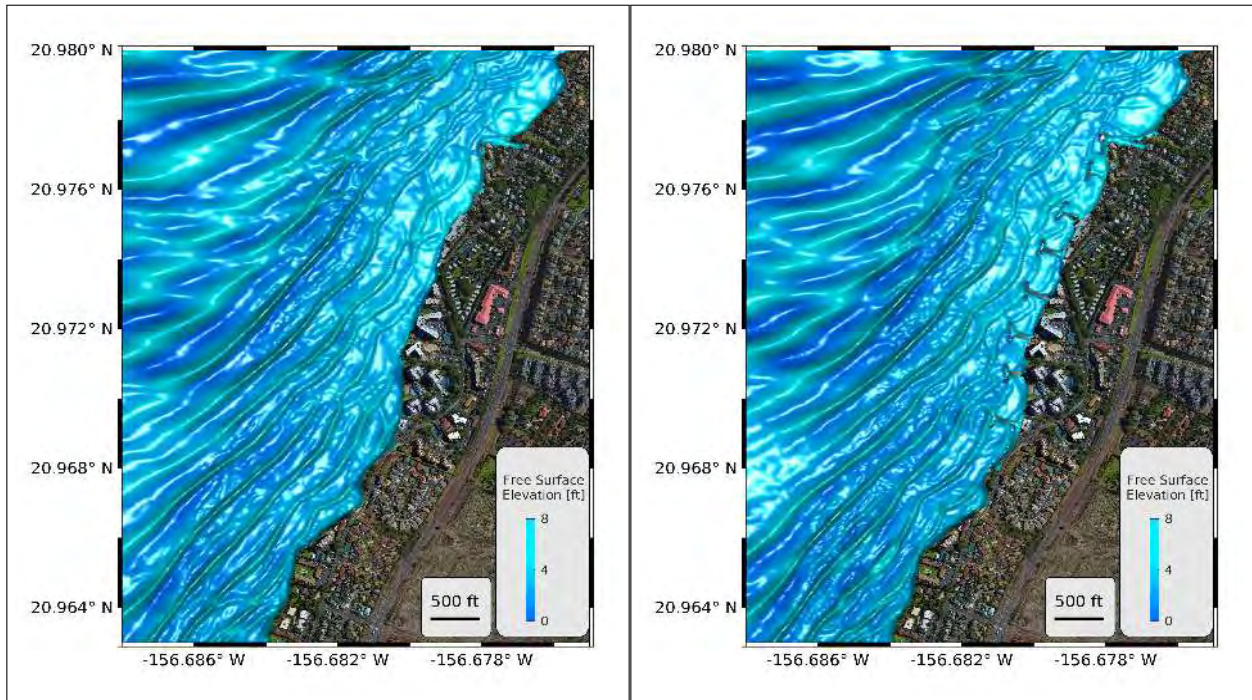 20.980° N
20.976° N
20.972° N
20.968° N
20.964° N
-156.686° W
-156.682° W
-156.678° W
500 ft
Free Surface
Elevation [ft]
8
4
0
20.980° N
20.976° N
20.972° N
20.968° N
20.964° N
-156.686° W
-156.682° W
-156.678° W
500 ft
Free Surface
Elevation [ft]
8
4
0